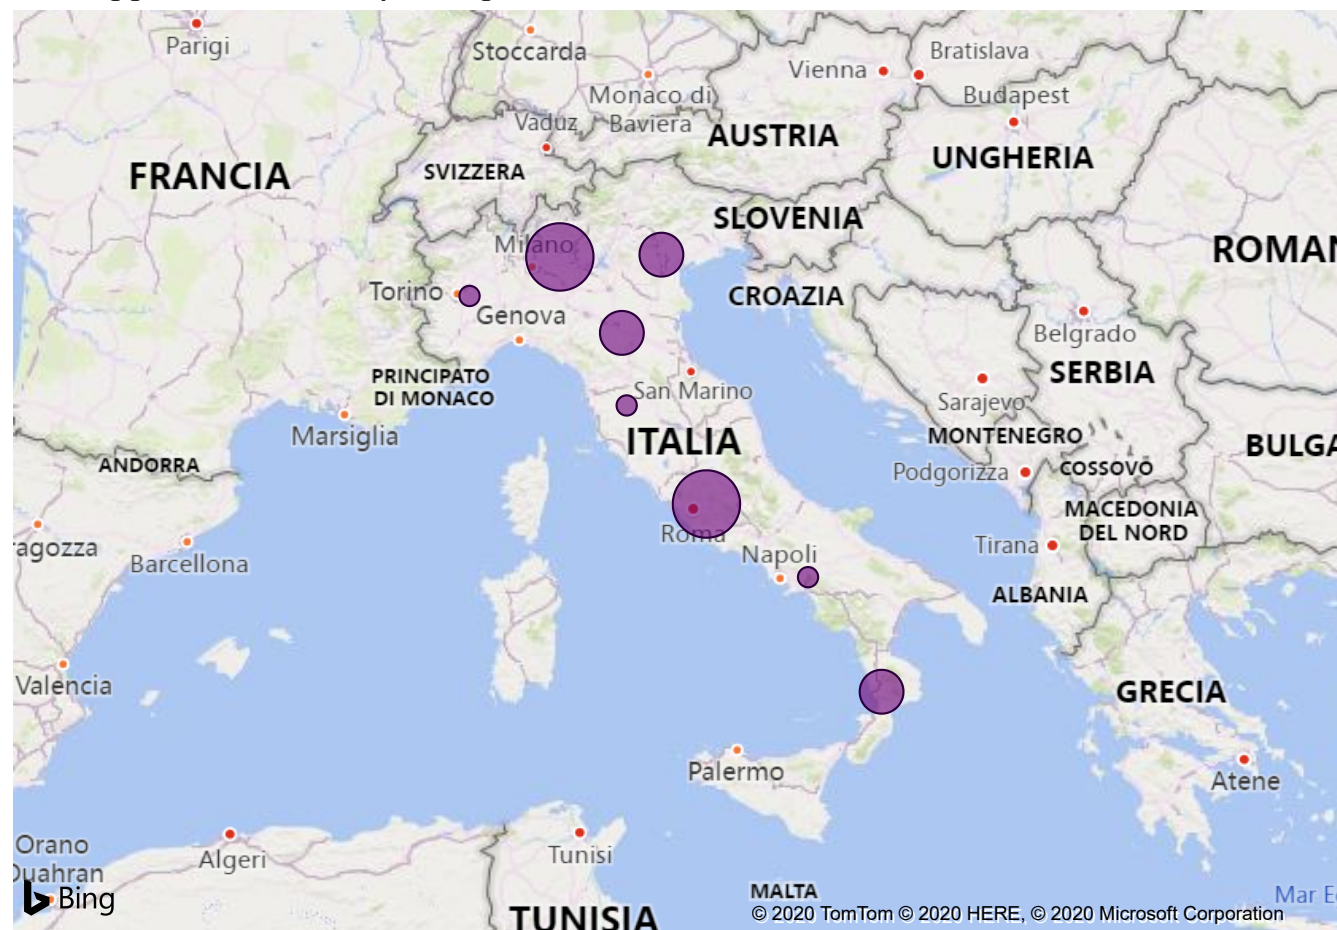 Parigi
Stoccarda
Vienna
Bratislava
Monaco di
Baviera
Budapest
Vaduz
AUSTRIA
UNGHERIA
FRANCIA
SVIZZERA
SLOVENIA
Milano
ROMAN
Torino
Genova
CROAZIA
Belgrado
PRINCIPATO
DI MONACO
San Marino
SERBIA
Sarajevo
Marsiglia
ITALIA
MONTENEGRO
BULGA
ANDORRA
Podgorizza
COSSOVO
MACEDONIA
DEL NORD
Roma
ragozza
Barcellona
Napoli
Tirana
ALBANIA
Valencia
GRECIA
Palermo
Atene
Orano
Ouahran
Algeri
Tunisi
Bing
MALTA
Mar E
TUNISIA
© 2020 TomTom © 2020 HERE, © 2020 Microsoft Corporation